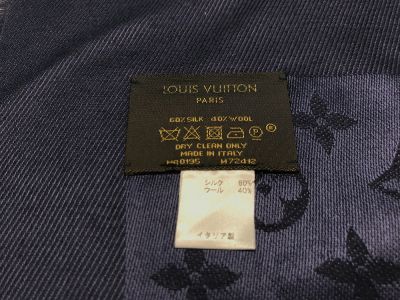 LOUIS VUITTON
PARIS
60% SILK 40% WOOL
DRY CLEAN ONLY
MADE IN ITALY
M72412
シルク 60%
ウール 40%
イタリア製